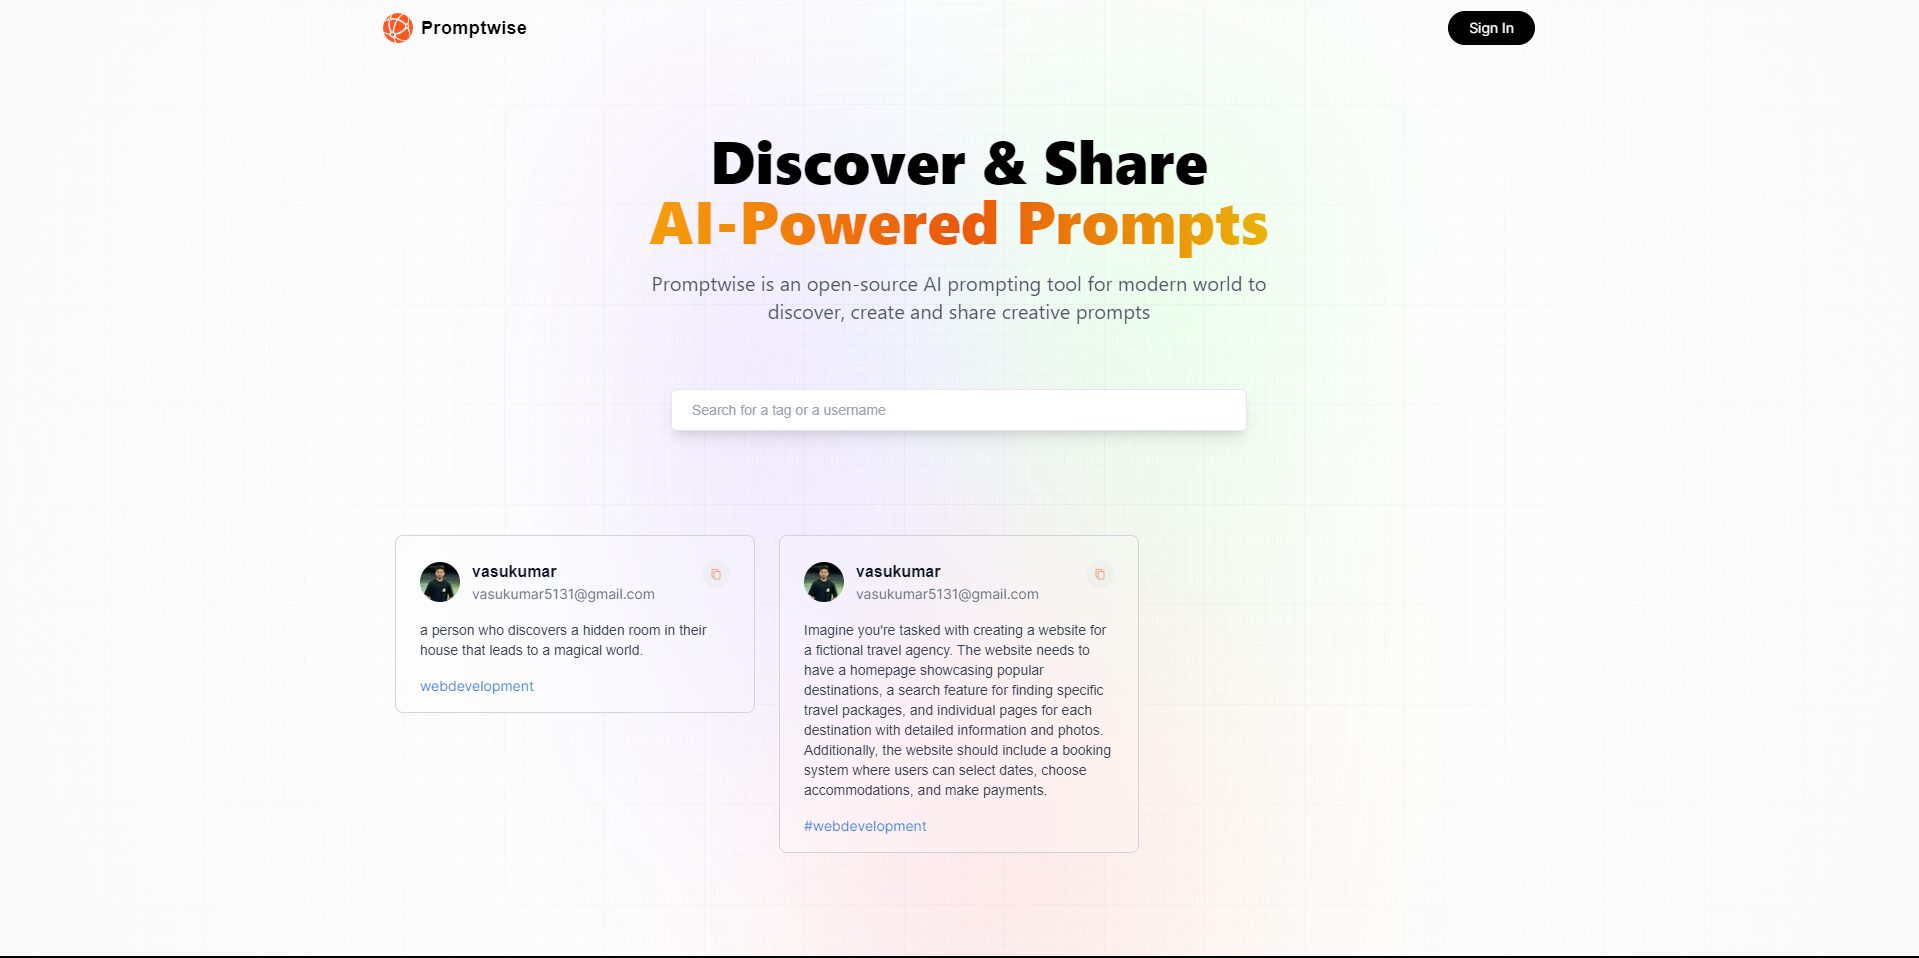 Promptwise
Sign In
Discover & Share
AI-Powered Prompts
Promptwise is an open-source AI prompting tool for modern world to
discover, create and share creative prompts
Search for a tag or a username
vasukumar
vasukumar5131@gmail.com
a person who discovers a hidden room in their
house that leads to a magical world.
webdevelopment
vasukumar
vasukumar5131@gmail.com
Imagine you're tasked with creating a website for
a fictional travel agency. The website needs to
have a homepage showcasing popular
destinations, a search feature for finding specific
travel packages, and individual pages for each
destination with detailed information and photos.
Additionally, the website should include a booking
system where users can select dates, choose
accommodations, and make payments.
#webdevelopment